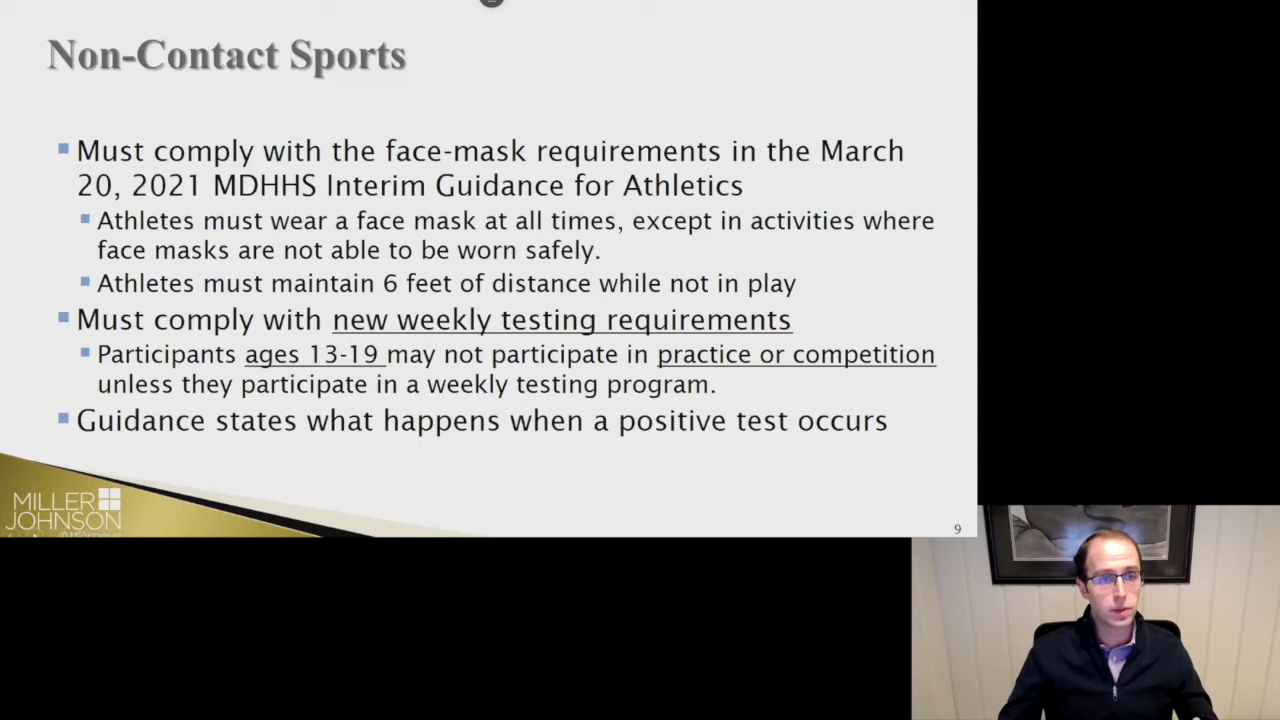 Non-Contact Sports
Must comply with the face-mask requirements in the March
20, 2021 MDHHS Interim Guidance for Athletics
Athletes must wear a face mask at all times, except in activities where
face masks are not able to be worn safely.
Athletes must maintain 6 feet of distance while not in play
Must comply with new weekly testing requirements
Participants ages 13-19 may not participate in practice or competition
unless they participate in a weekly testing program.
Guidance states what happens when a positive test occurs
MILLER
JOHNSON
9